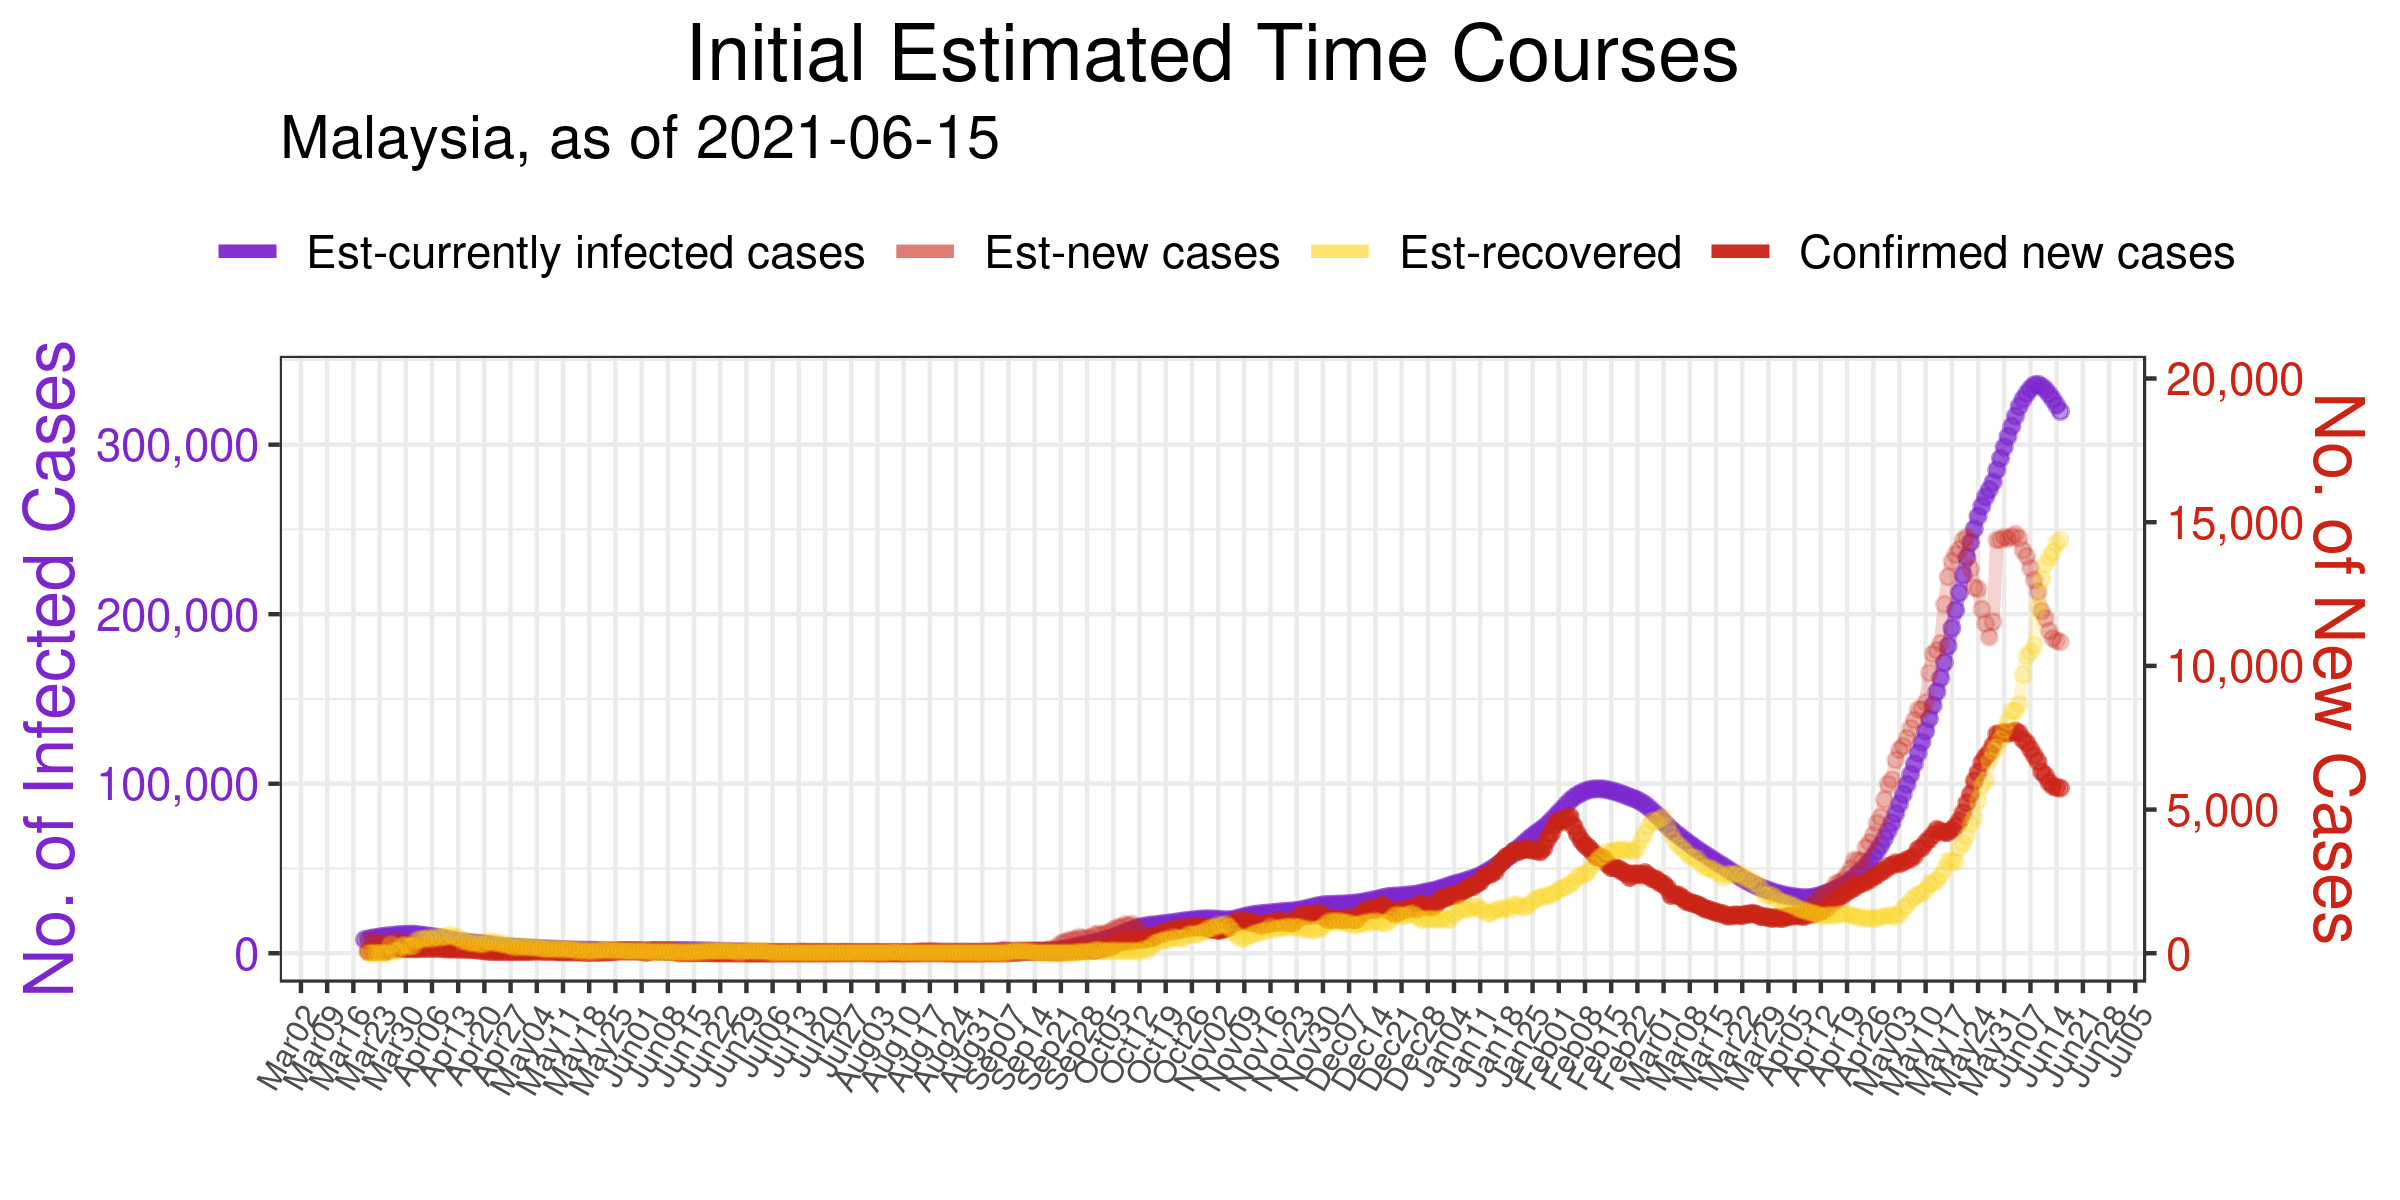 Initial Estimated Time Courses
Malaysia, as of 2021-06-15
Est-currently infected cases Est-new cases Est-recovered Confirmed new cases
No. of Infected Cases
300,000
200,000
100,000
0
20,000
15,000
10,000
5,000
0
No. of New Cases
Mar02
Mar09
Mar16
Mar23
Mar30
Apr06
Apr13
Apr20
Apr27
May04
May11
May18
May25
Jun01
Jun08
Jun15
Jun22
Jun29
Jul06
Jul13
Jul20
Jul27
Aug03
Aug10
Aug17
Aug24
Aug31
Sep07
Sep14
Sep21
Sep28
Oct05
Oct12
Oct19
Oct26
Nov02
Nov09
Nov16
Nov23
Nov30
Dec07
Dec14
Dec21
Dec28
Jan04
Jan11
Jan18
Jan25
Feb01
Feb08
Feb15
Feb22
Mar01
Mar08
Mar15
Mar22
Mar29
Apr05
Apr12
Apr19
Apr26
May03
May10
May17
May24
May31
Jun07
Jun14
Jun21
Jun28
Jul05